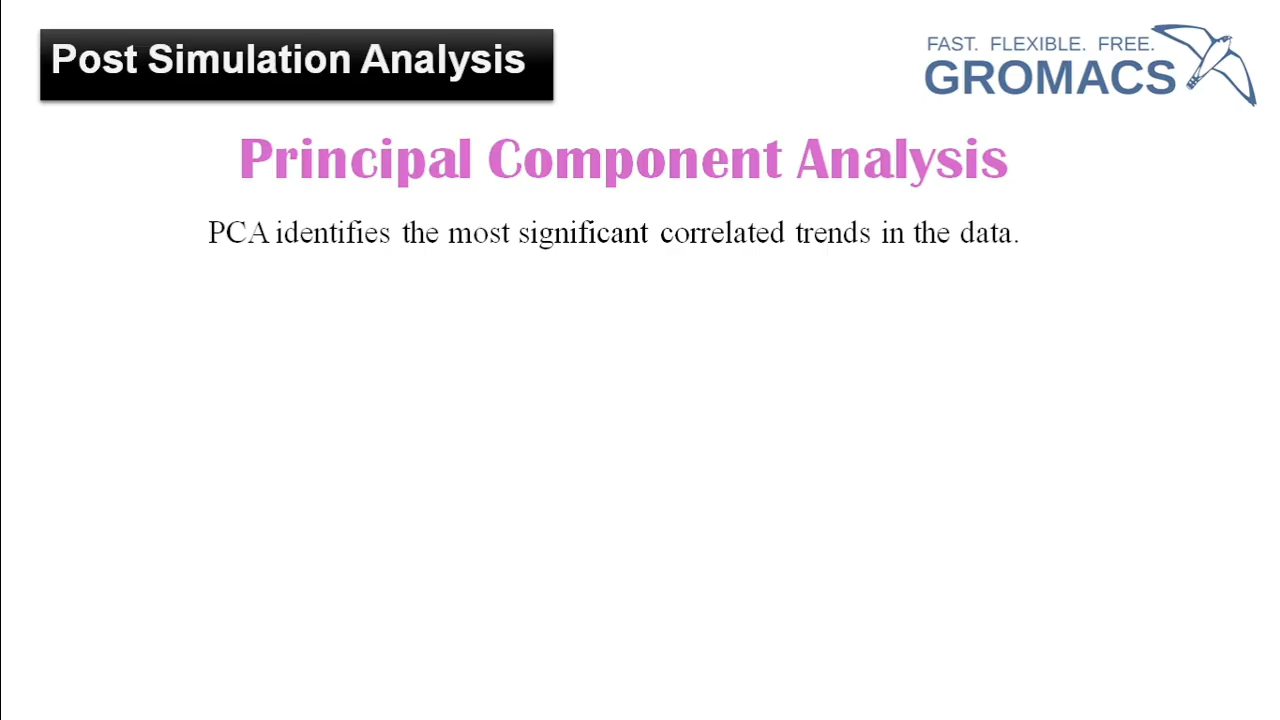 Post Simulation Analysis
FAST. FLEXIBLE. FREE.
GROMACS
Principal Component Analysis
PCA identifies the most significant correlated trends in the data.